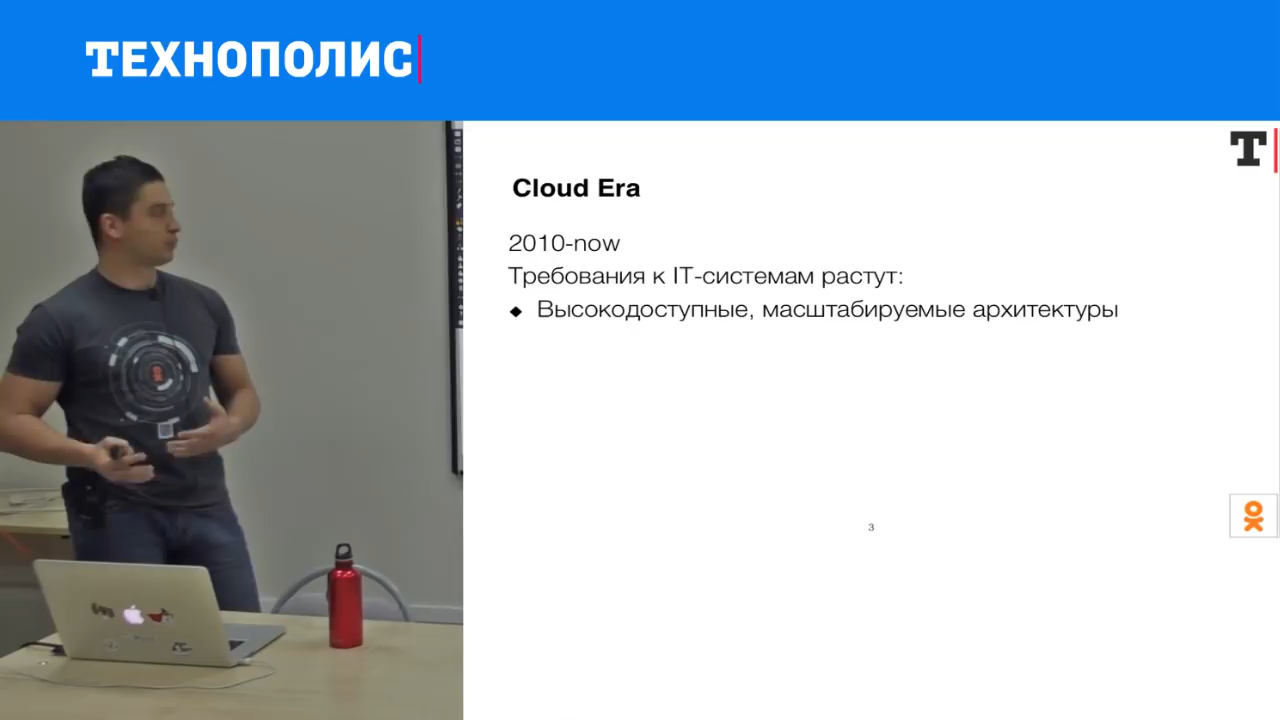 ТЕХНОПОЛИС
T
Cloud Era
2010-now
Требования к IT-системам растут:
Высокодоступные, масштабируемые архитектуры
3